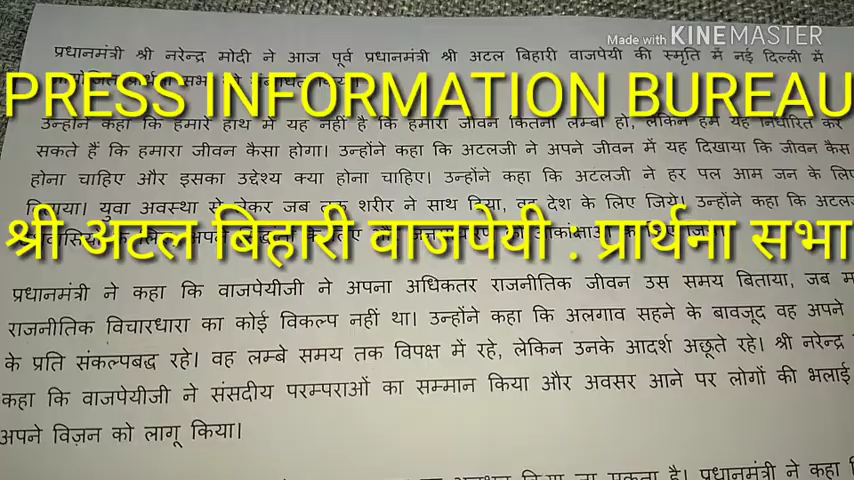 Made with KINEMASTER
प्रधानमंत्री श्री नरेन्द्र मोदी ने आज पूर्व प्रधानमंत्री श्री अटल बिहारी वाजपेयी की स्मृति में नई दिल्ली में
PRESS INFORMATION BUREAU
उन्होंने कहा कि हमारे हाथ में यह नहीं है कि हमारा जीवन कितना लम्बा हो, लेकिन हम यह निर्धारित कर
सकते हैं कि हमारा जीवन कैसा होगा। उन्होंने कहा कि अटलजी ने अपने जीवन में यह दिखाया कि जीवन कैस
होना चाहिए और इसका उद्देश्य क्या होना चाहिए। उन्होंने कहा कि अटलजी ने हर पल आम जन के लिए
युवा अवस्था से लेकर जब तक शरीर ने साथ दिया, वह देश के लिए जिये। उन्होंने कहा कि अटल
श्री अटल बिहारी वाजपेयी . प्रार्थना सभा
प्रधानमंत्री ने कहा कि वाजपेयीजी ने अपना अधिकतर राजनीतिक जीवन उस समय बिताया, जब
राजनीतिक विचारधारा का कोई विकल्प नहीं था। उन्होंने कहा कि अलगाव सहने के बावजूद वह अपने
के प्रति संकल्पबद्ध रहे। वह लम्बे समय तक विपक्ष में रहे, लेकिन उनके आदर्श अछूते रहे। श्री नरेन्द्र
कहा कि वाजपेयीजी ने संसदीय परम्पराओं का सम्मान किया और अवसर आने पर लोगों की भलाई
अपने विज़न को लागू किया।
सकता है। प्रधानमंत्री ने कहा